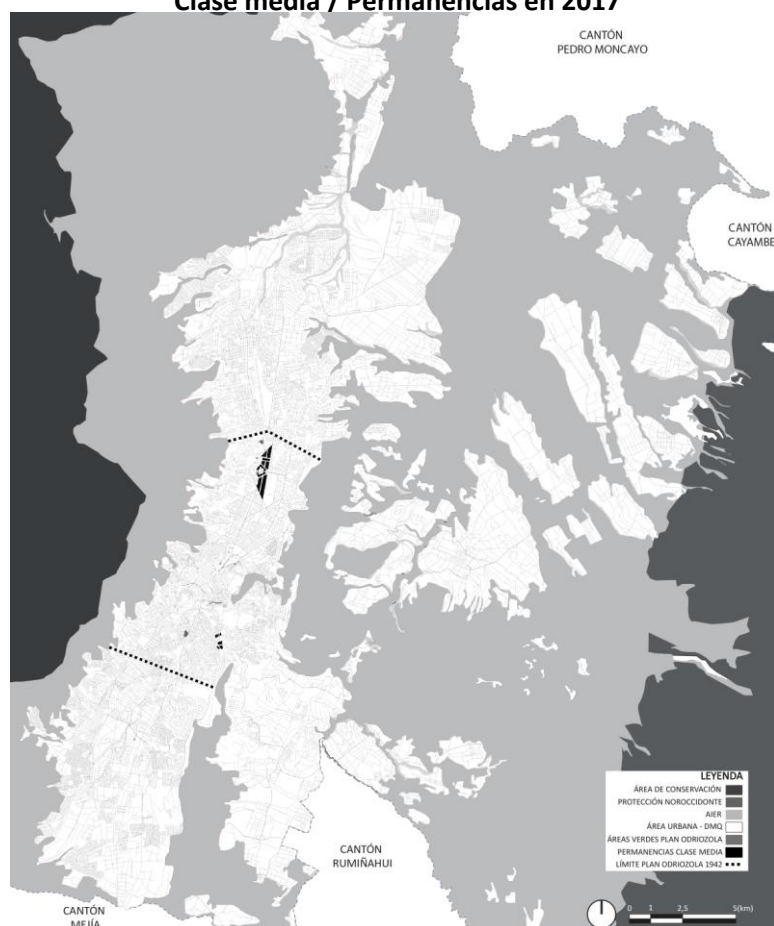 Clase media / Permanencias en 2017
CANTÓN
PEDRO MONCAYO
CANTÓN
CAYAMBE
LEYENDA
ÁREA DE CONSERVACIÓN
PROTECCIÓN NOROCCIDENTE
AIER
ÁREA URBANA - DMQ
ÁREAS VERDES PLAN ODRIOZOLA
PERMANENCIAS CLASE MEDIA
LÍMITE PLAN ODRIOZOLA 1942
CANTÓN
RUMIÑAHUI
CANTÓN
MEJÍA
0 1 2,5 5(km)